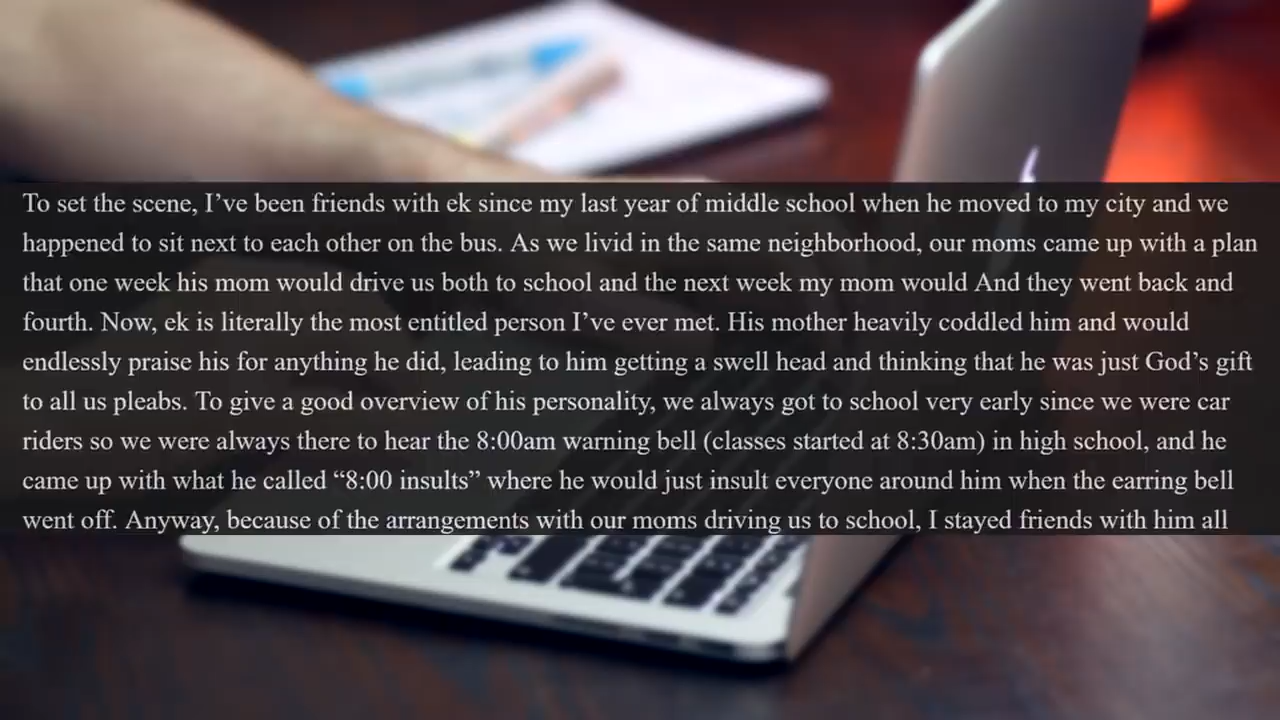 To set the scene, I’ve been friends with ek since my last year of middle school when he moved to my city and we
happened to sit next to each other on the bus. As we livid in the same neighborhood, our moms came up with a plan
that one week his mom would drive us both to school and the next week my mom would And they went back and
fourth. Now, ek is literally the most entitled person I’ve ever met. His mother heavily coddled him and would
endlessly praise his for anything he did, leading to him getting a swell head and thinking that he was just God’s gift
to all us pleabs. To give a good overview of his personality, we always got to school very early since we were car
riders so we were always there to hear the 8:00am warning bell (classes started at 8:30am) in high school, and he
came up with what he called “8:00 insults” where he would just insult everyone around him when the earring bell
went off. Anyway, because of the arrangements with our moms driving us to school, I stayed friends with him all